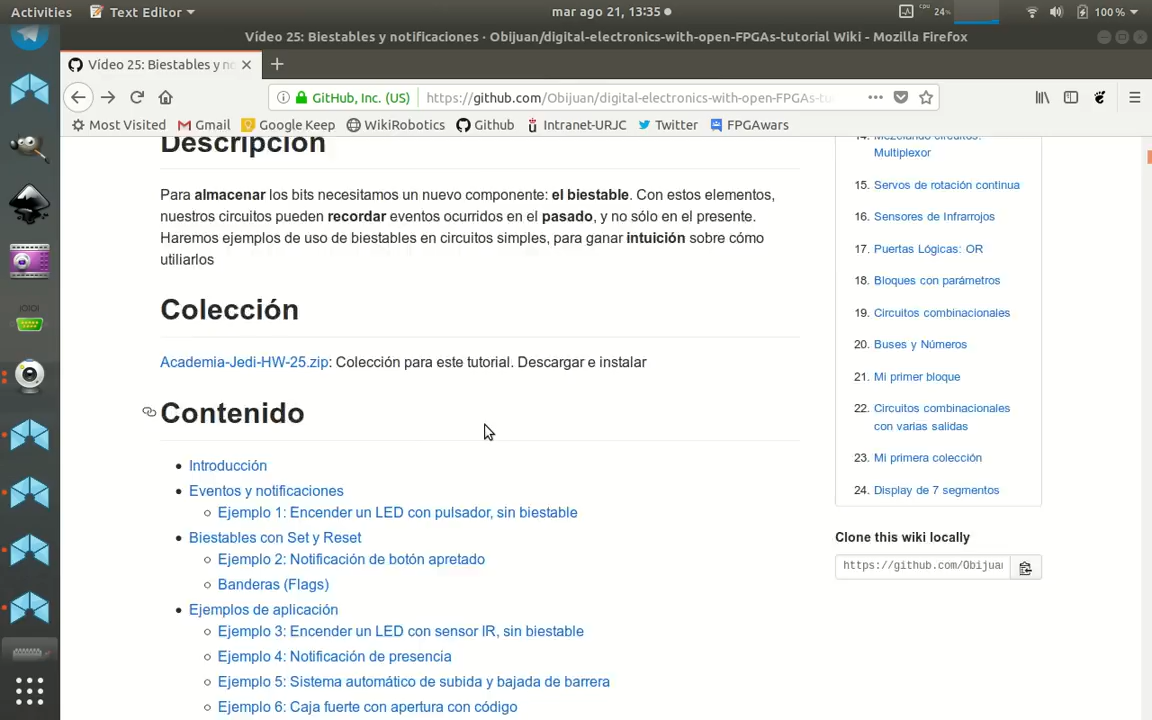 Activities
Text Editor
mar ago 21, 13:35
cpu
24%
100%
Vídeo 25: Biestables y notificaciones · Obijuan/digital-electronics-with-open-FPGAs-tutorial Wiki - Mozilla Firefox
Vídeo 25: Biestables y no
GitHub, Inc. (US)
https://github.com/Obijuan/digital-electronics-with-open-FPGAs-tu
Most Visited
Gmail
Google Keep
WikiRobotics
Github
Intranet-URJC
Twitter
FPGAwars
Descripción
Para almacenar los bits necesitamos un nuevo componente: el biestable. Con estos elementos,
nuestros circuitos pueden recordar eventos ocurridos en el pasado, y no sólo en el presente.
Haremos ejemplos de uso de biestables en circuitos simples, para ganar intuición sobre cómo
utiliarlos
Colección
Academia-Jedi-HW-25.zip: Colección para este tutorial. Descargar e instalar
Contenido
Introducción
Eventos y notificaciones
Ejemplo 1: Encender un LED con pulsador, sin biestable
Biestables con Set y Reset
Ejemplo 2: Notificación de botón apretado
Banderas (Flags)
Ejemplos de aplicación
Ejemplo 3: Encender un LED con sensor IR, sin biestable
Ejemplo 4: Notificación de presencia
Ejemplo 5: Sistema automático de subida y bajada de barrera
Ejemplo 6: Caja fuerte con apertura con código
14. Mezclando circuitos:
Multiplexor
15. Servos de rotación continua
16. Sensores de Infrarrojos
17. Puertas Lógicas: OR
18. Bloques con parámetros
19. Circuitos combinacionales
20. Buses y Números
21. Mi primer bloque
22. Circuitos combinacionales
con varias salidas
23. Mi primera colección
24. Display de 7 segmentos
Clone this wiki locally
https://github.com/Obijuan